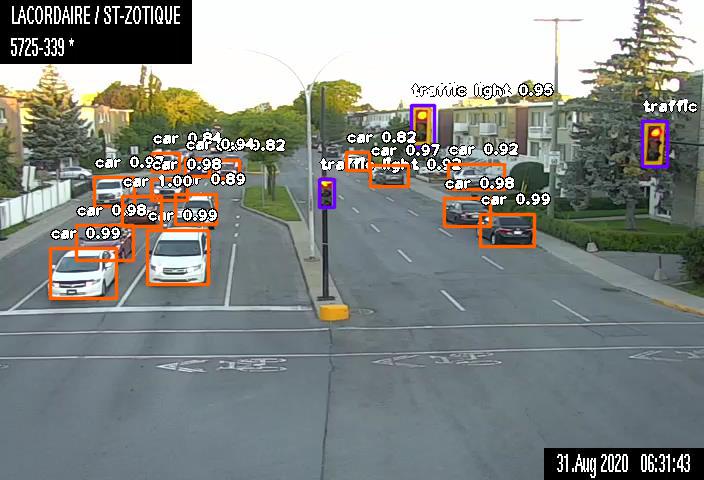 LACORDAIRE / ST-ZOTIQUE
5725-339 *
traffic light 0.95
traffic
car 0.84
car 0.94
0.82
car 0.82
car 0.97
car 0.92
car 0.98
traffic light
car 1.00
0.89
car 0.98
car 0.98
car 0.99
car 0.99
car 0.99
31.Aug 2020 06:31:43